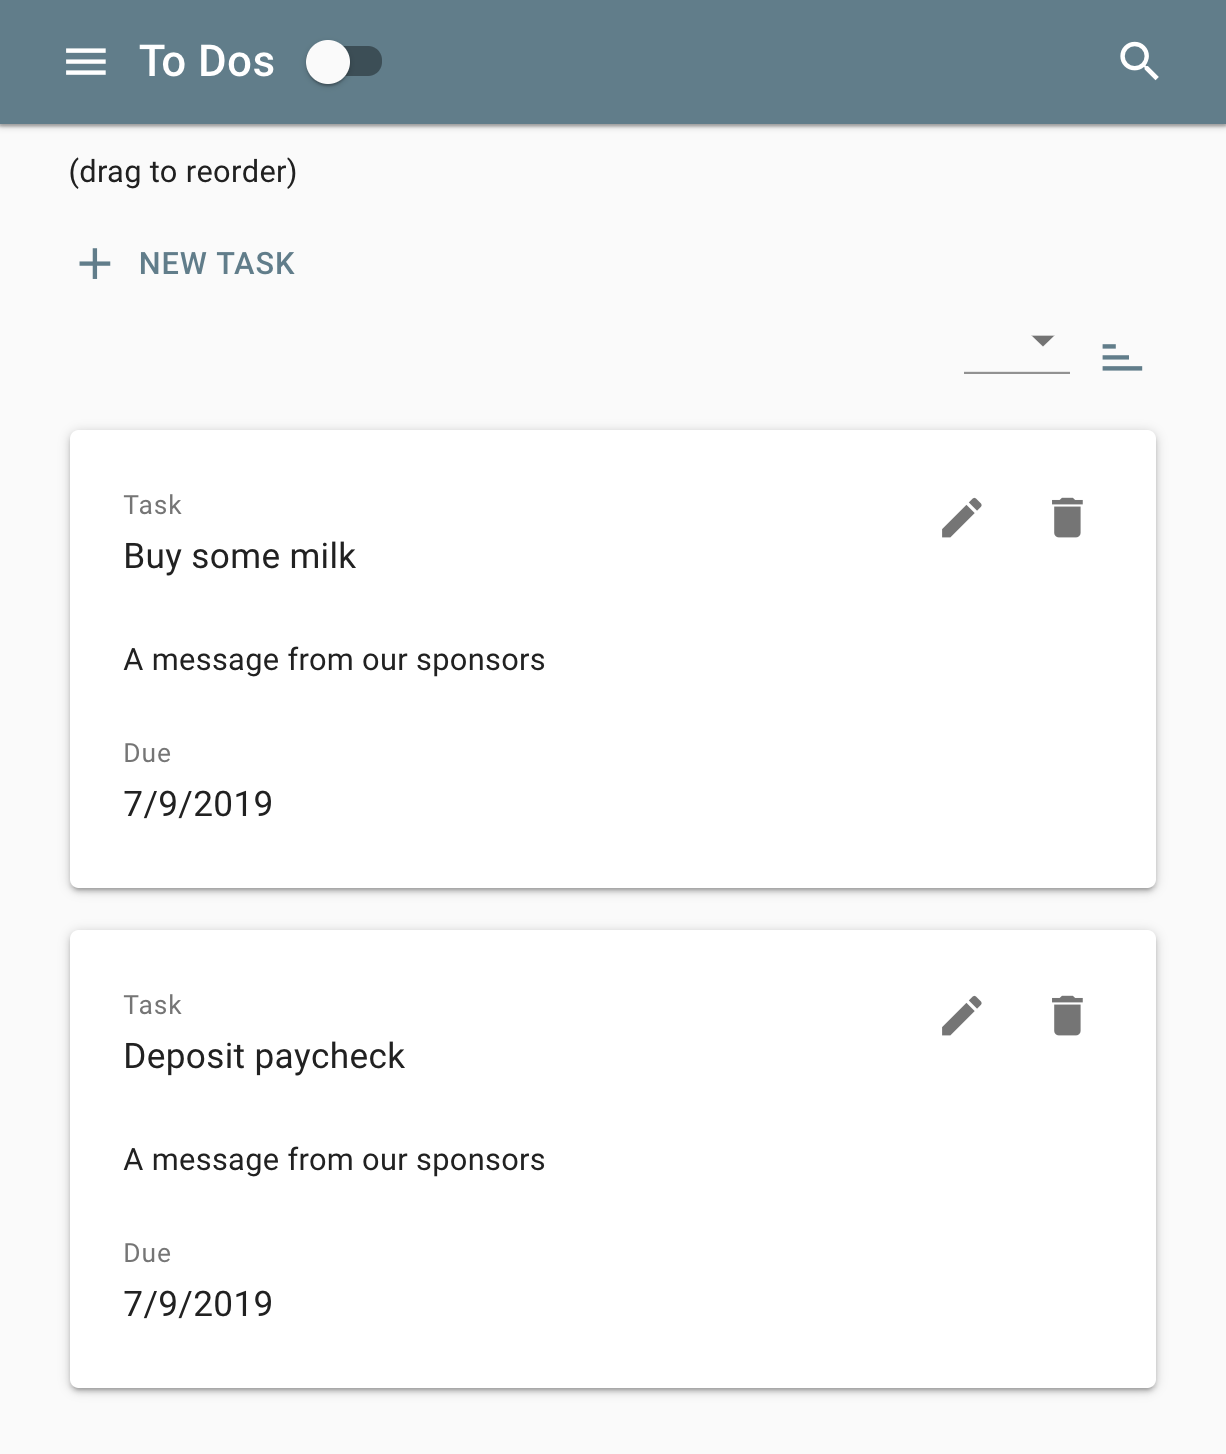 To Dos
(drag to reorder)
NEW TASK
Task
Buy some milk
A message from our sponsors
Due
7/9/2019
Task
Deposit paycheck
A message from our sponsors
Due
7/9/2019